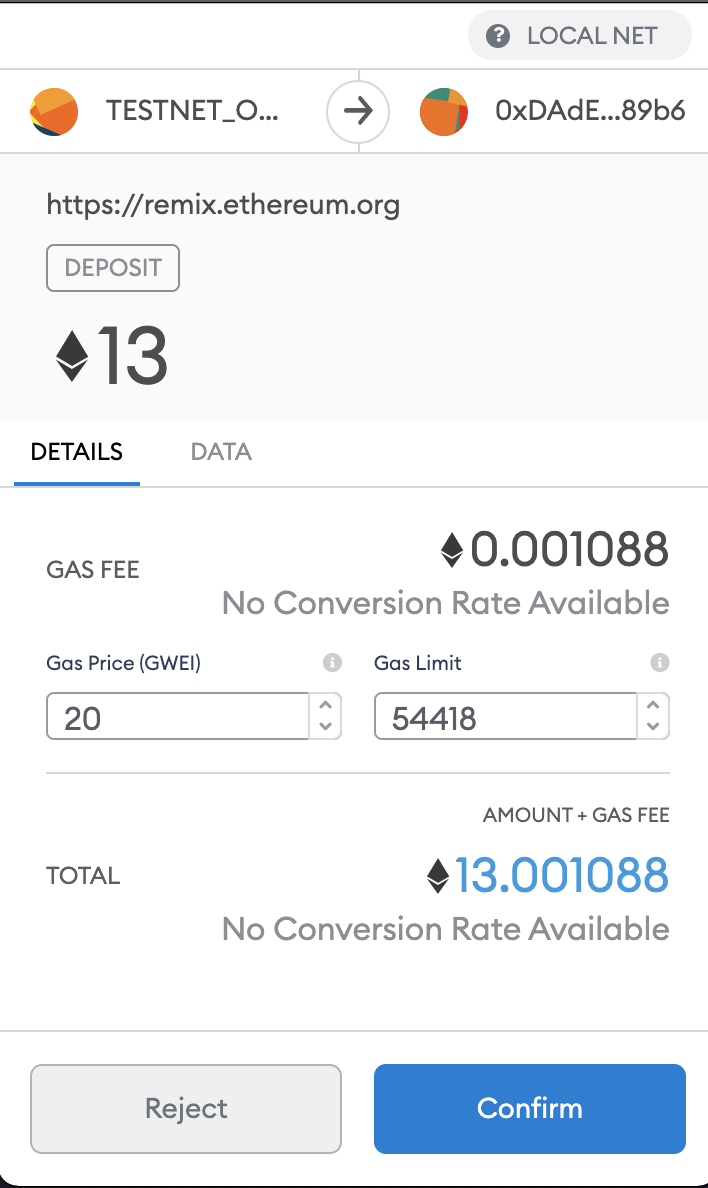 LOCAL NET
TESTNET_O... 0xDAdE...89b6
https://remix.ethereum.org
DEPOSIT
13
DETAILS DATA
GAS FEE 0.001088
No Conversion Rate Available
Gas Price (GWEI) Gas Limit
20 54418
AMOUNT + GAS FEE
TOTAL 13.001088
No Conversion Rate Available
Reject Confirm